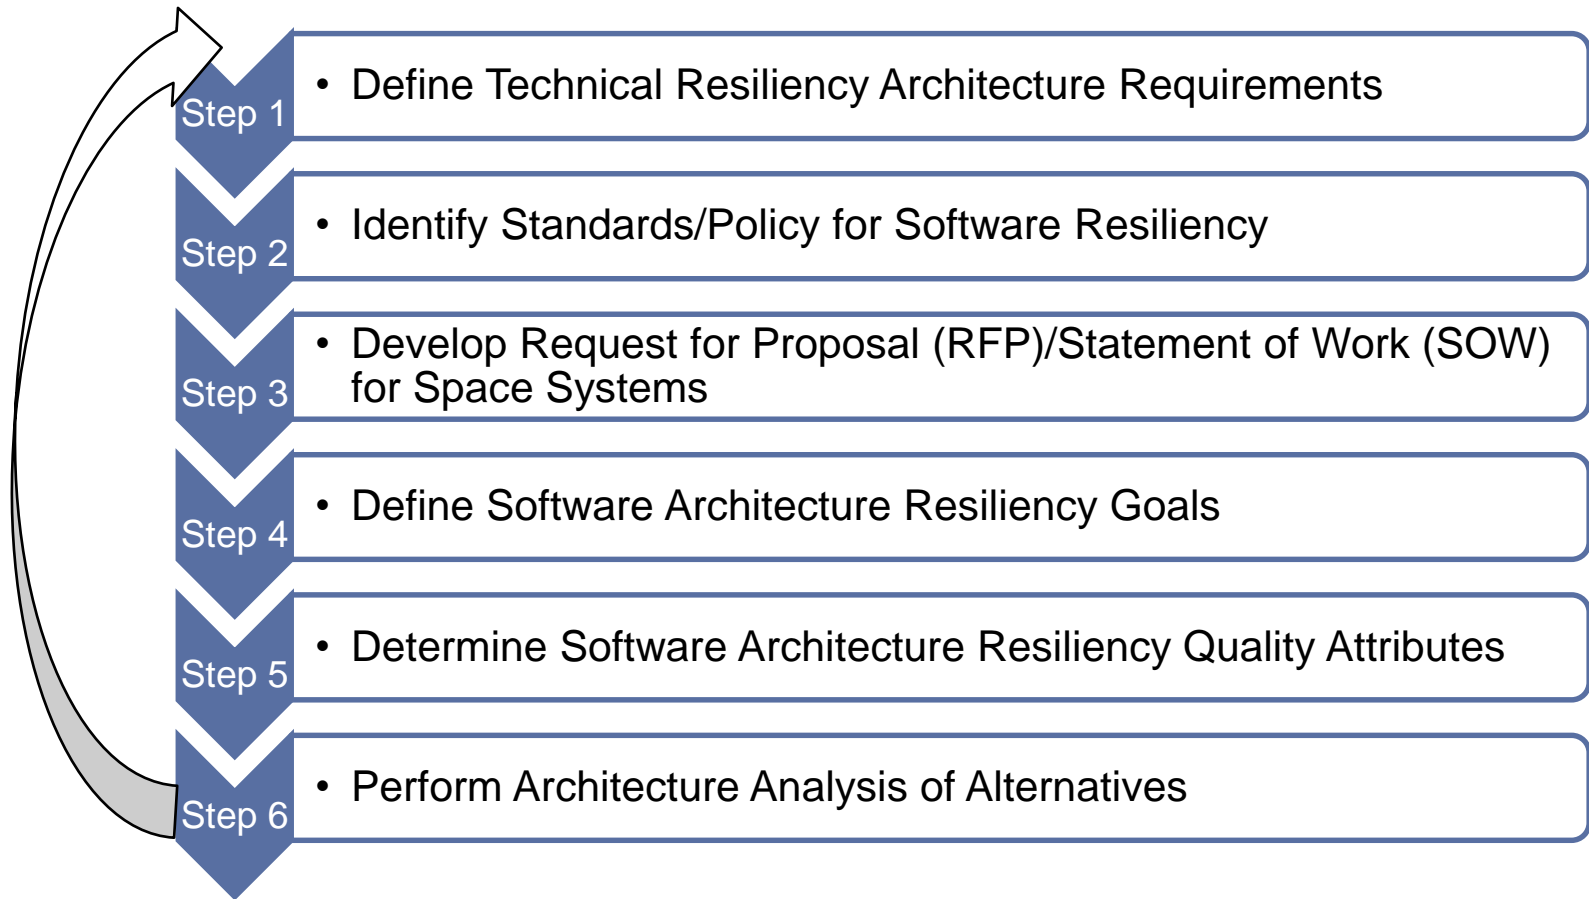 Step 1
• Define Technical Resiliency Architecture Requirements
Step 2
• Identify Standards/Policy for Software Resiliency
Step 3
• Develop Request for Proposal (RFP)/Statement of Work (SOW)
for Space Systems
Step 4
• Define Software Architecture Resiliency Goals
Step 5
• Determine Software Architecture Resiliency Quality Attributes
Step 6
• Perform Architecture Analysis of Alternatives